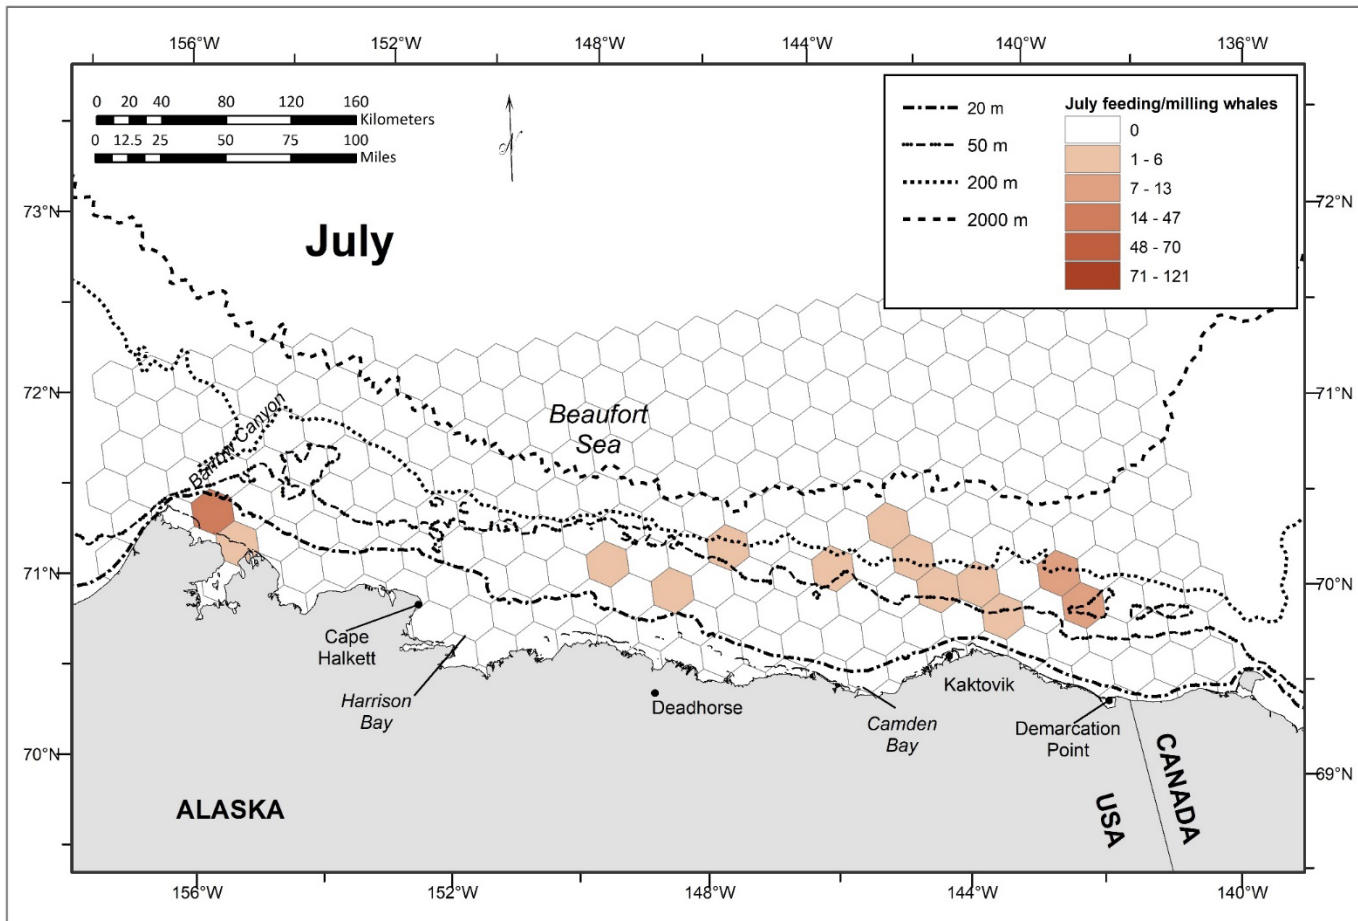 156°W 152°W 148°W 144°W 140°W 136°W
0 20 40 80 120 160
Kilometers
0 12.5 25 50 75 100
Miles
N
July
20 m
50 m
200 m
2000 m
July feeding/milling whales
0
1 - 6
7 - 13
14 - 47
48 - 70
71 - 121
73°N
72°N
72°N
71°N
71°N
70°N
70°N
69°N
Barrow Canyon
Beaufort
Sea
Cape
Halkett
Harrison
Bay
Deadhorse
Camden
Bay
Kaktovik
Demarcation
Point
ALASKA
USA
CANADA
156°W 152°W 148°W 144°W 140°W